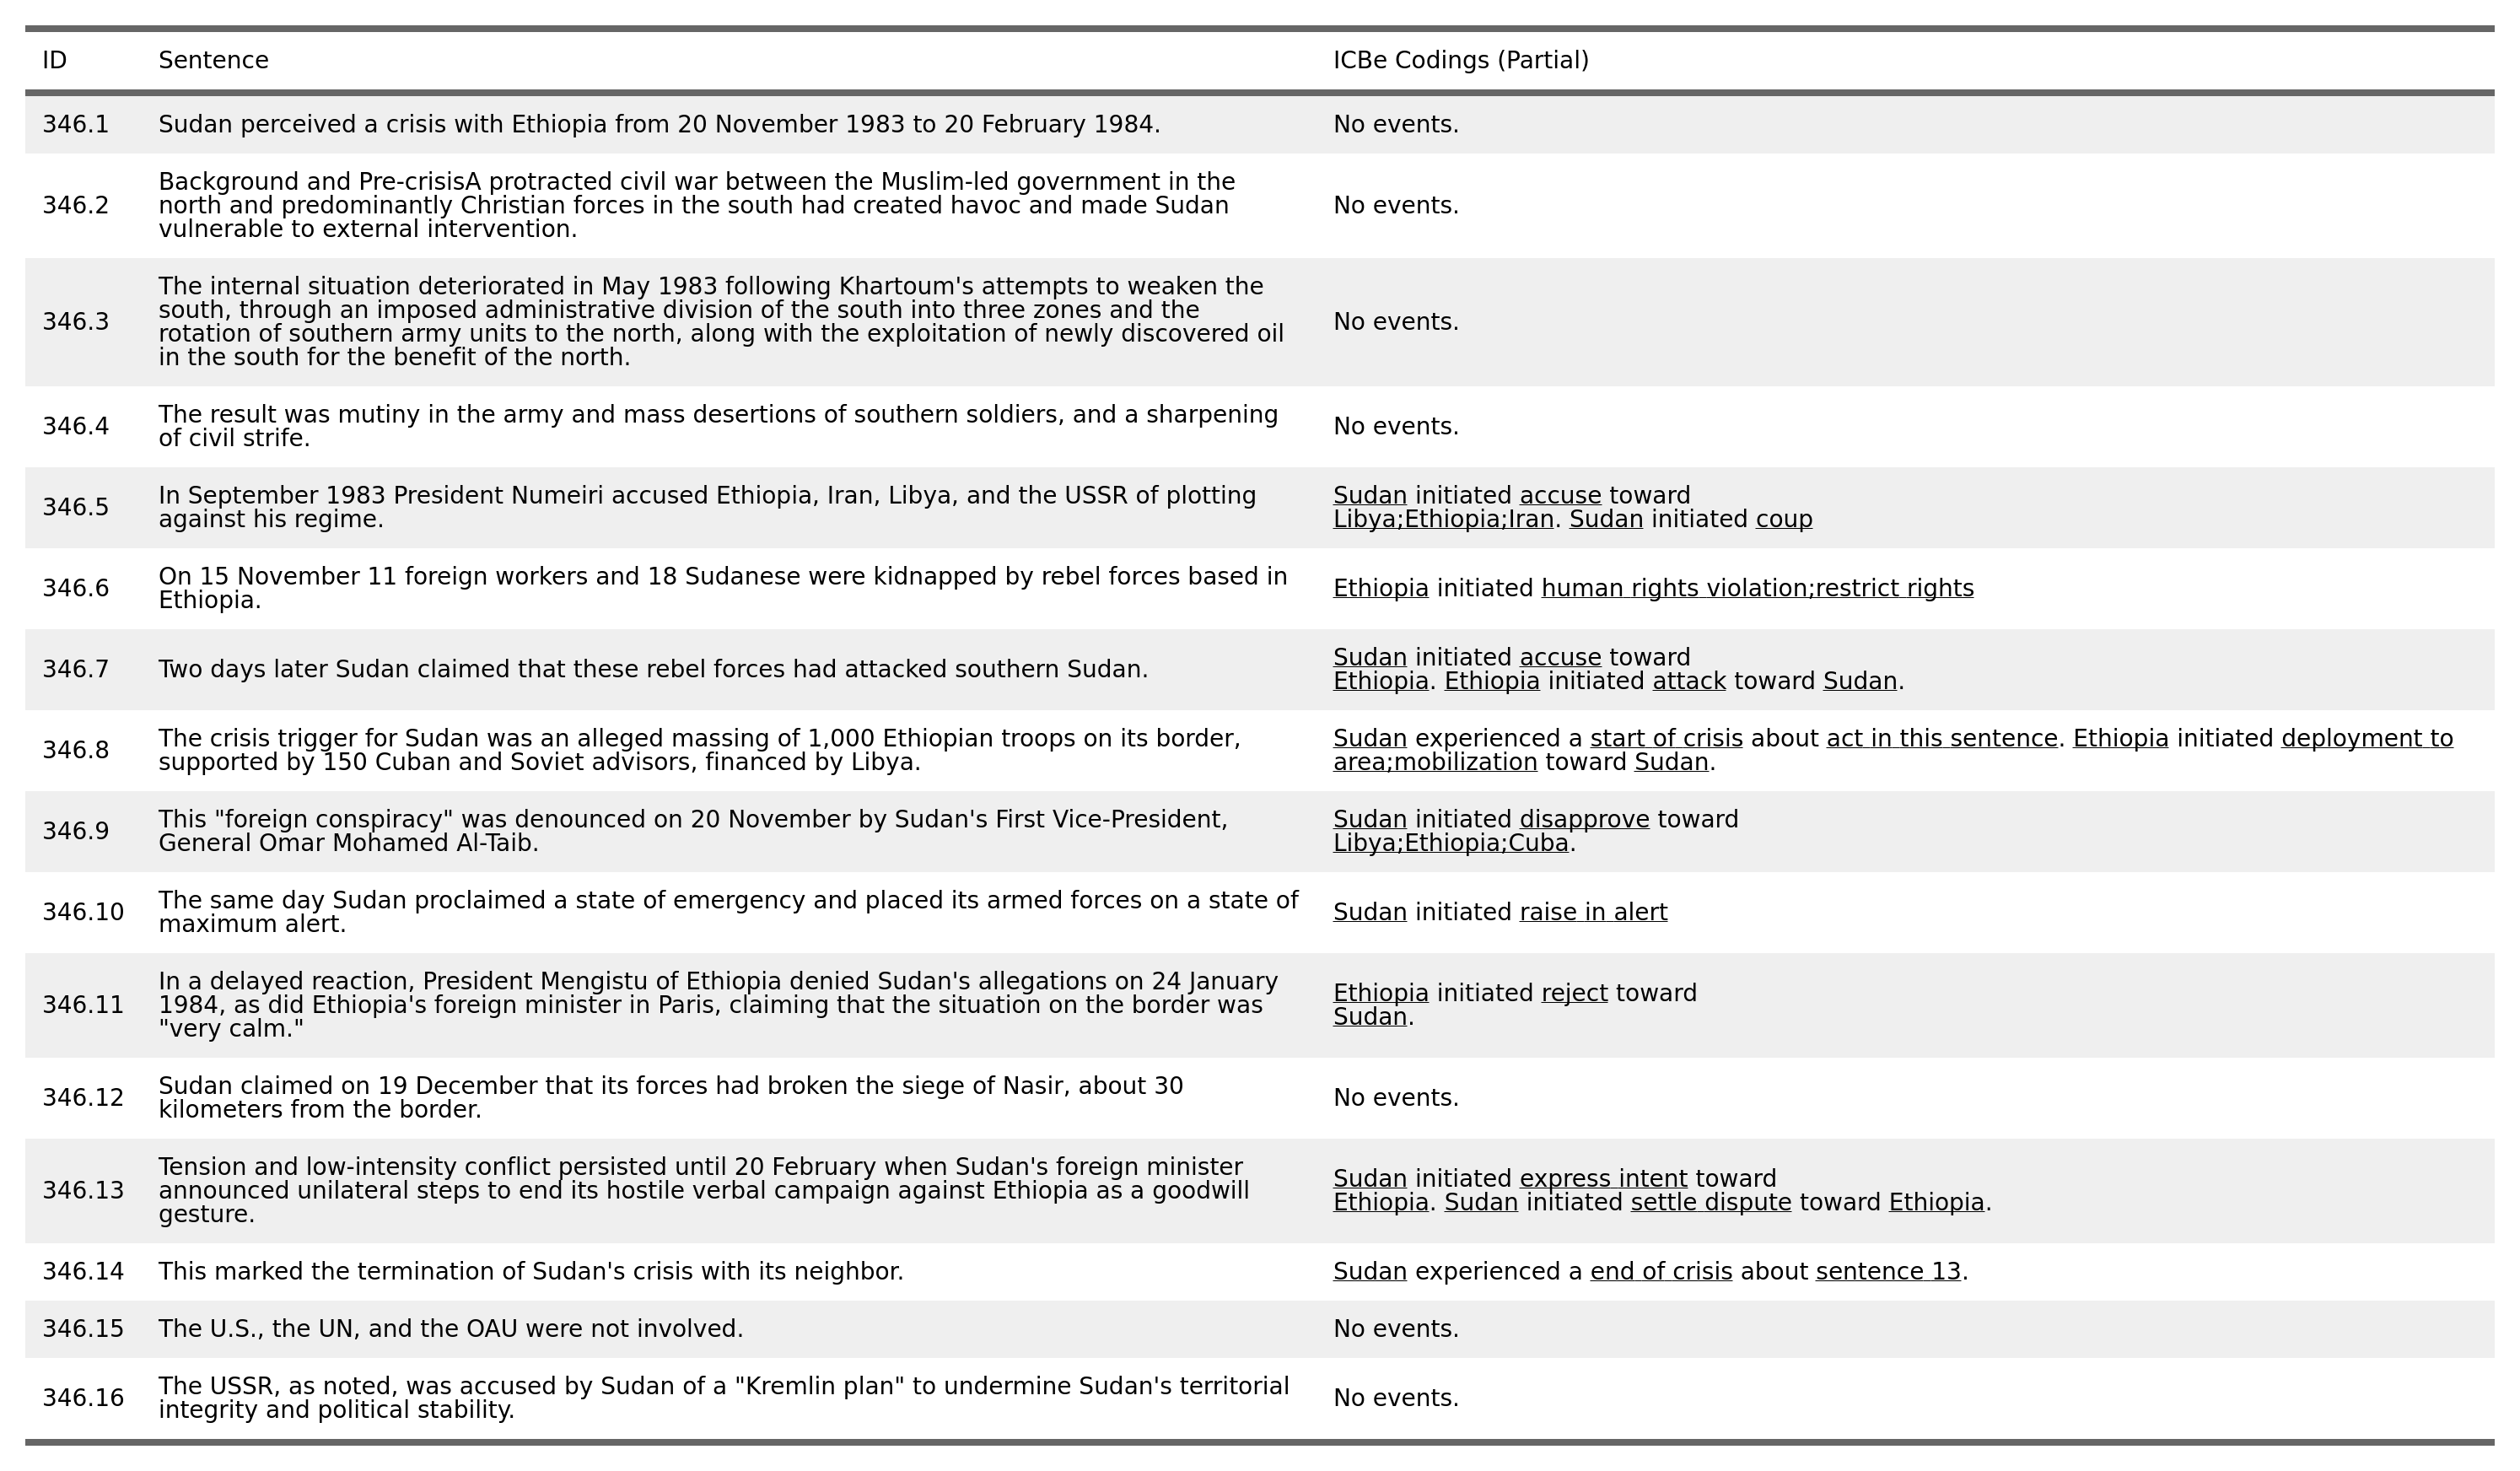 ID Sentence ICBe Codings (Partial)
346.1 Sudan perceived a crisis with Ethiopia from 20 November 1983 to 20 February 1984. No events.
346.2 Background and Pre-crisisA protracted civil war between the Muslim-led government in the
north and predominantly Christian forces in the south had created havoc and made Sudan
vulnerable to external intervention.
No events.
346.3 The internal situation deteriorated in May 1983 following Khartoum's attempts to weaken the
south, through an imposed administrative division of the south into three zones and the
rotation of southern army units to the north, along with the exploitation of newly discovered oil
in the south for the benefit of the north.
No events.
346.4 The result was mutiny in the army and mass desertions of southern soldiers, and a sharpening
of civil strife.
No events.
346.5 In September 1983 President Numeiri accused Ethiopia, Iran, Libya, and the USSR of plotting
against his regime.
Sudan initiated accuse toward
Libya;Ethiopia;Iran. Sudan initiated coup
346.6 On 15 November 11 foreign workers and 18 Sudanese were kidnapped by rebel forces based in
Ethiopia.
Ethiopia initiated human rights violation;restrict rights
346.7 Two days later Sudan claimed that these rebel forces had attacked southern Sudan.
Sudan initiated accuse toward
Ethiopia. Ethiopia initiated attack toward Sudan.
346.8 The crisis trigger for Sudan was an alleged massing of 1,000 Ethiopian troops on its border,
supported by 150 Cuban and Soviet advisors, financed by Libya.
Sudan experienced a start of crisis about act in this sentence. Ethiopia initiated deployment to
area;mobilization toward Sudan.
346.9 This "foreign conspiracy" was denounced on 20 November by Sudan's First Vice-President,
General Omar Mohamed Al-Taib.
Sudan initiated disapprove toward
Libya;Ethiopia;Cuba.
346.10 The same day Sudan proclaimed a state of emergency and placed its armed forces on a state of
maximum alert.
Sudan initiated raise in alert
346.11 In a delayed reaction, President Mengistu of Ethiopia denied Sudan's allegations on 24 January
1984, as did Ethiopia's foreign minister in Paris, claiming that the situation on the border was
"very calm."
Ethiopia initiated reject toward
Sudan.
346.12 Sudan claimed on 19 December that its forces had broken the siege of Nasir, about 30
kilometers from the border.
No events.
346.13 Tension and low-intensity conflict persisted until 20 February when Sudan's foreign minister
announced unilateral steps to end its hostile verbal campaign against Ethiopia as a goodwill
gesture.
Sudan initiated express intent toward
Ethiopia. Sudan initiated settle dispute toward Ethiopia.
346.14 This marked the termination of Sudan's crisis with its neighbor. Sudan experienced a end of crisis about sentence 13.
346.15 The U.S., the UN, and the OAU were not involved. No events.
346.16 The USSR, as noted, was accused by Sudan of a "Kremlin plan" to undermine Sudan's territorial
integrity and political stability.
No events.